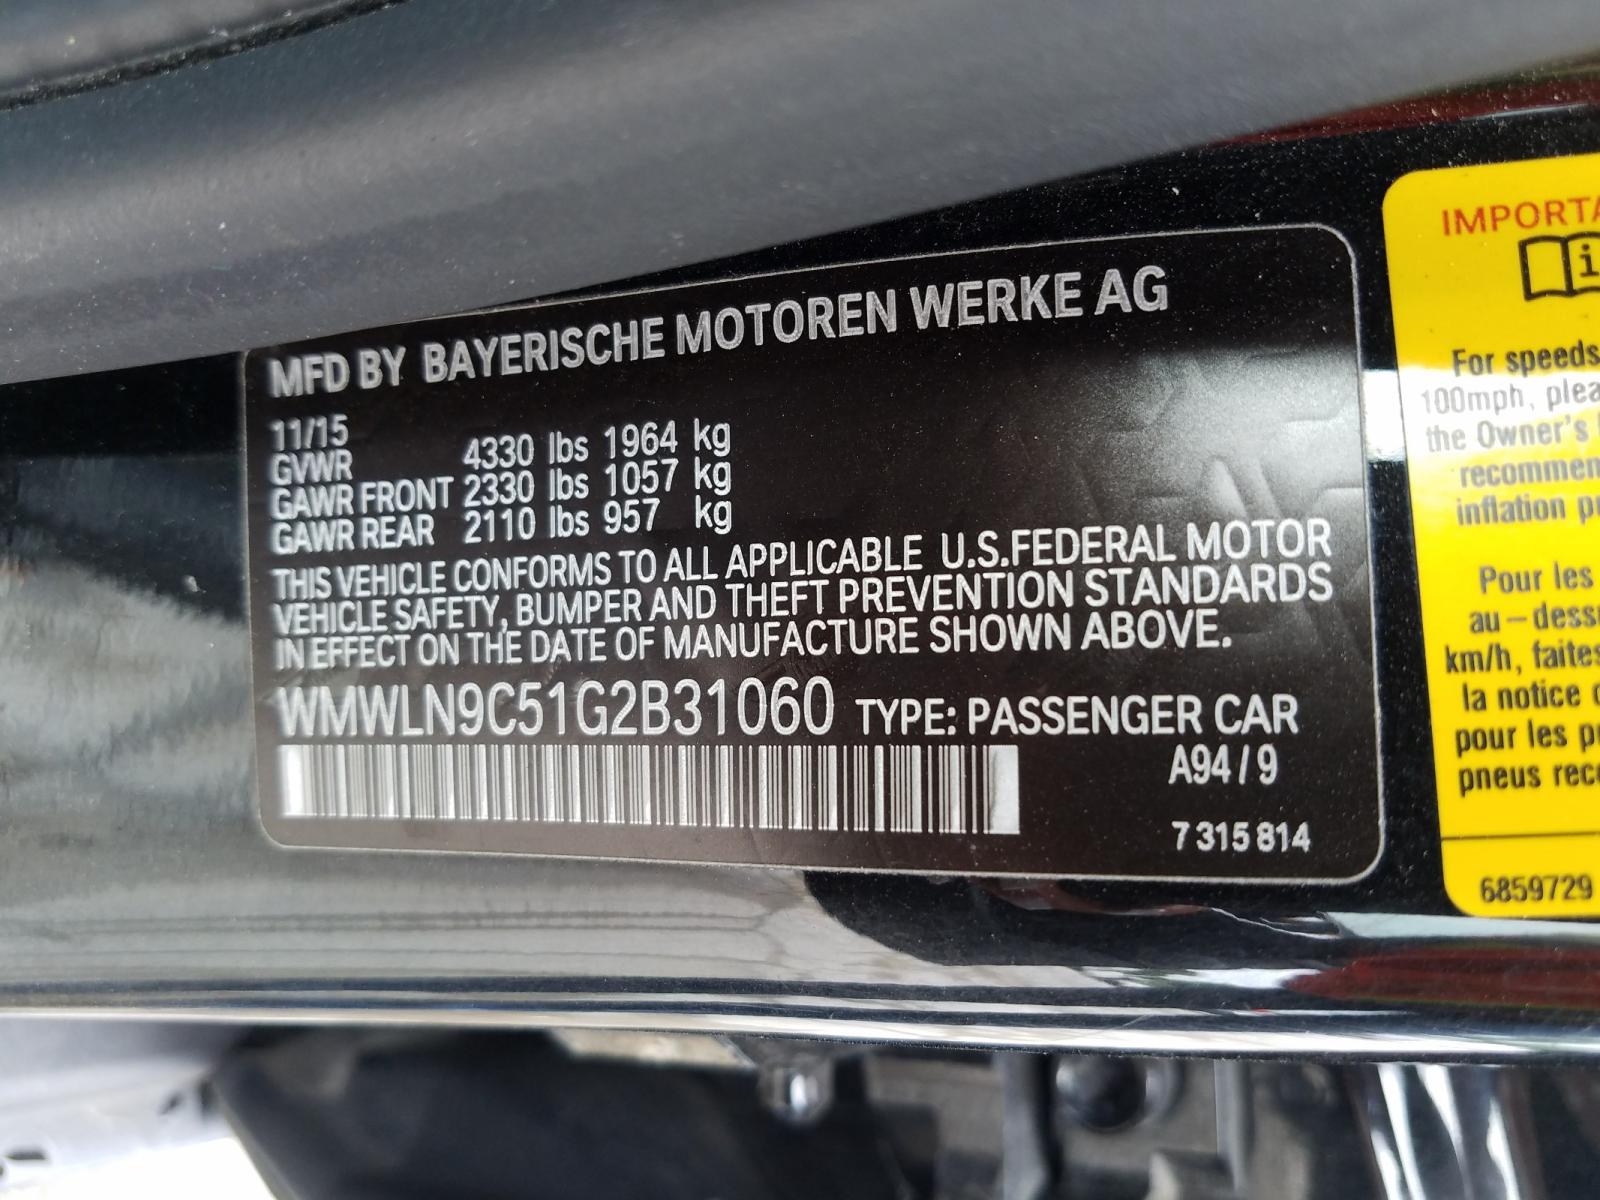 MFD BY BAYERISCHE MOTOREN WERKE AG
11/15
GVWR 4330 lbs 1964 kg
GAWR FRONT 2330 lbs 1057 kg
GAWR REAR 2110 lbs 957 kg
THIS VEHICLE CONFORMS TO ALL APPLICABLE U.S.FEDERAL MOTOR
VEHICLE SAFETY, BUMPER AND THEFT PREVENTION STANDARDS
IN EFFECT ON THE DATE OF MANUFACTURE SHOWN ABOVE.
WMWLN9C51G2B31060 TYPE: PASSENGER CAR
A94/9
7 315 814
IMPORTA
i
For speeds
100mph, plea
the Owner's
recommen
inflation p
Pour les
au-dess
km/h, faites
la notice
pour les p
pneus rec
6859729